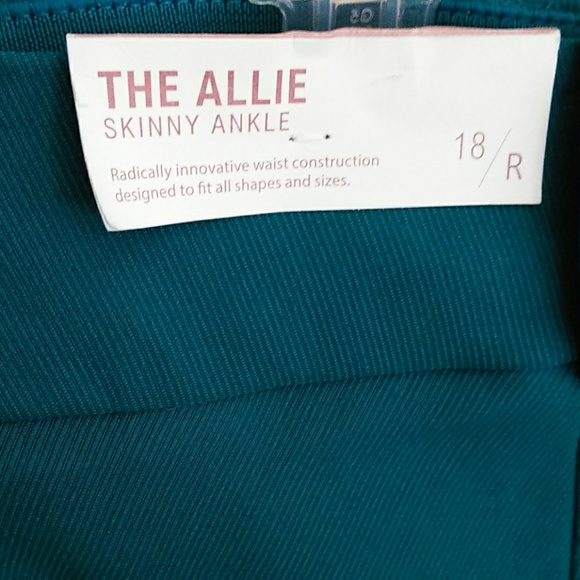 THE ALLIE
SKINNY ANKLE
18/R
Radically innovative waist construction
designed to fit all shapes and sizes.